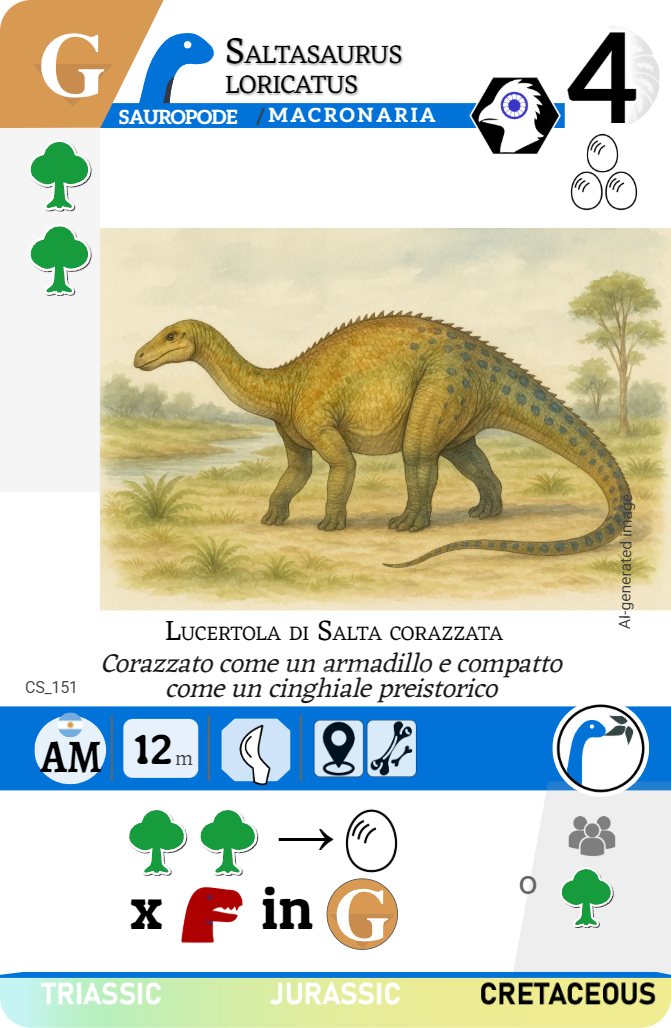 G
SALTASAURUS
LORICATUS
4
SAUROPODE / MACRONARIA
AI-generated image
LUCERTOLA DI SALTA CORAZZATA
Corazzato come un armadillo e compatto
come un cinghiale preistorico
CS_151
AM
12 m
x in G
o
TRIASSIC JURASSIC CRETACEOUS